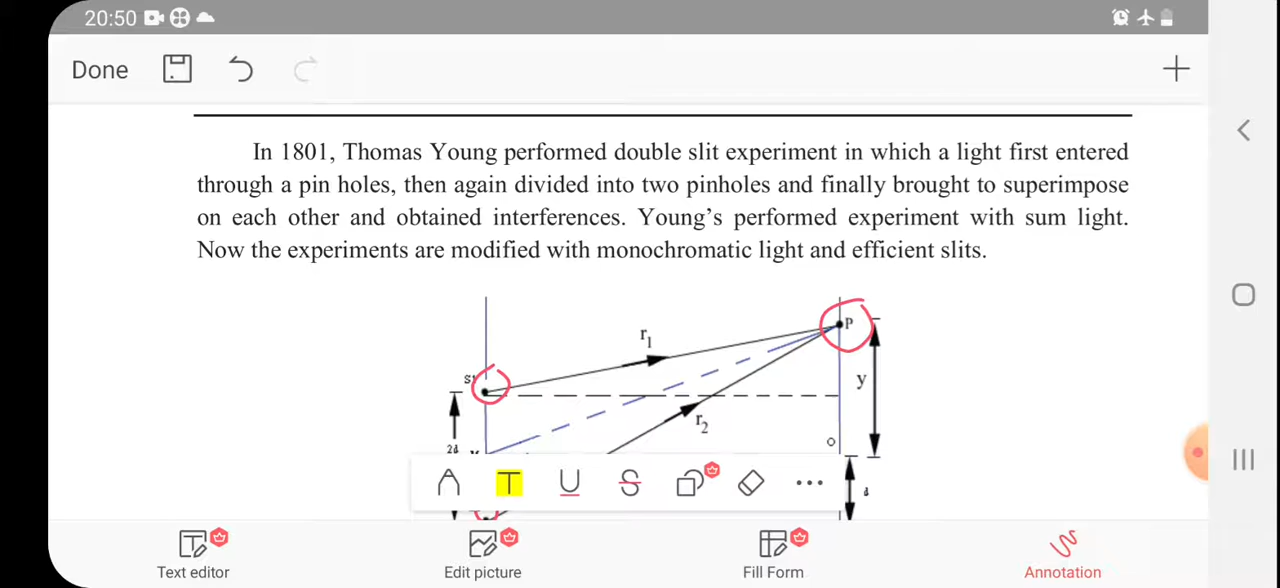 20:50
Done
In 1801, Thomas Young performed double slit experiment in which a light first entered
through a pin holes, then again divided into two pinholes and finally brought to superimpose
on each other and obtained interferences. Young's performed experiment with sum light.
Now the experiments are modified with monochromatic light and efficient slits.
P
r1
S1
y
r2
O
2d
d
T
U
S
Text editor
Edit picture
Fill Form
Annotation